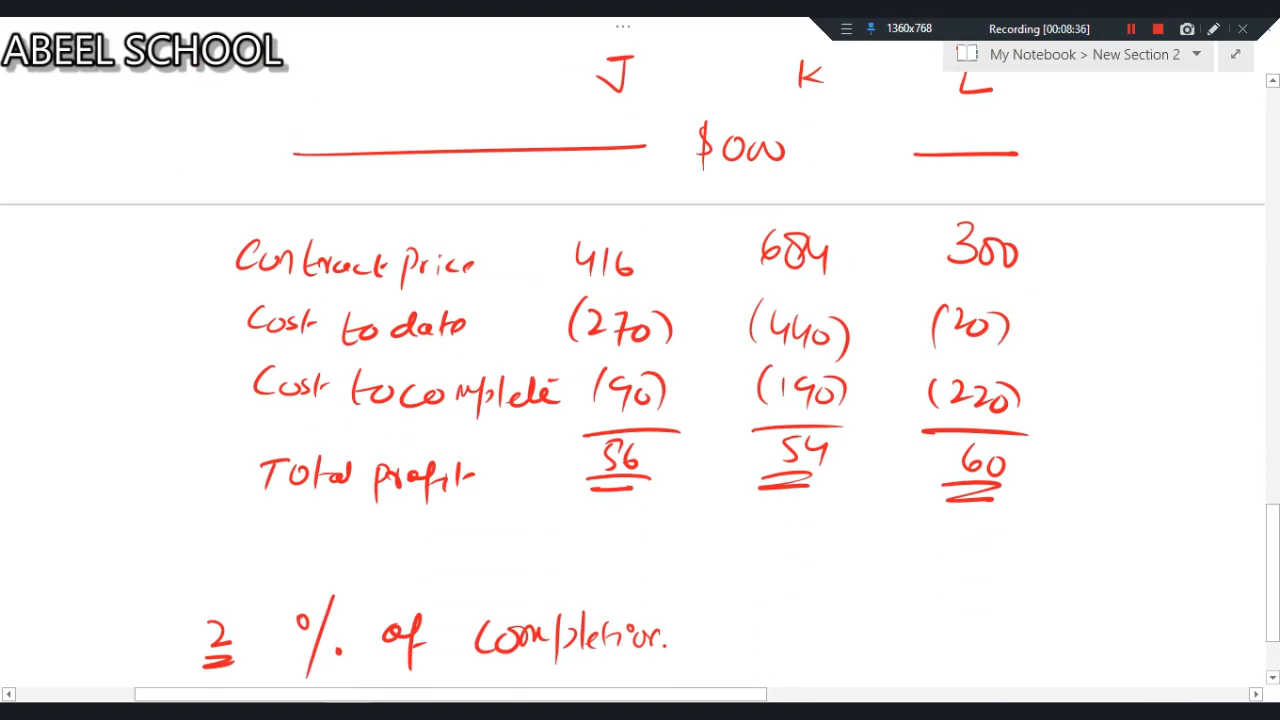 ABEEL SCHOOL
1360x768
Recording [00:08:36]
My Notebook > New Section 2
J K L
$000
Contract price 416 684 300
Cost to date (270) (440) (20)
Cost to complete (90) (190) (220)
Total profit 56 54 60
2 % of completion.